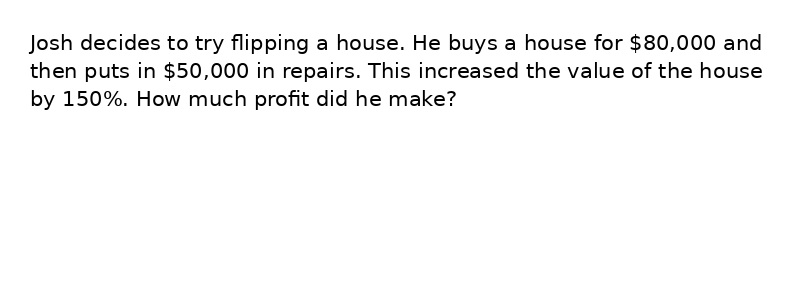 Josh decides to try flipping a house. He buys a house for $80,000 and
then puts in $50,000 in repairs. This increased the value of the house
by 150%. How much profit did he make?